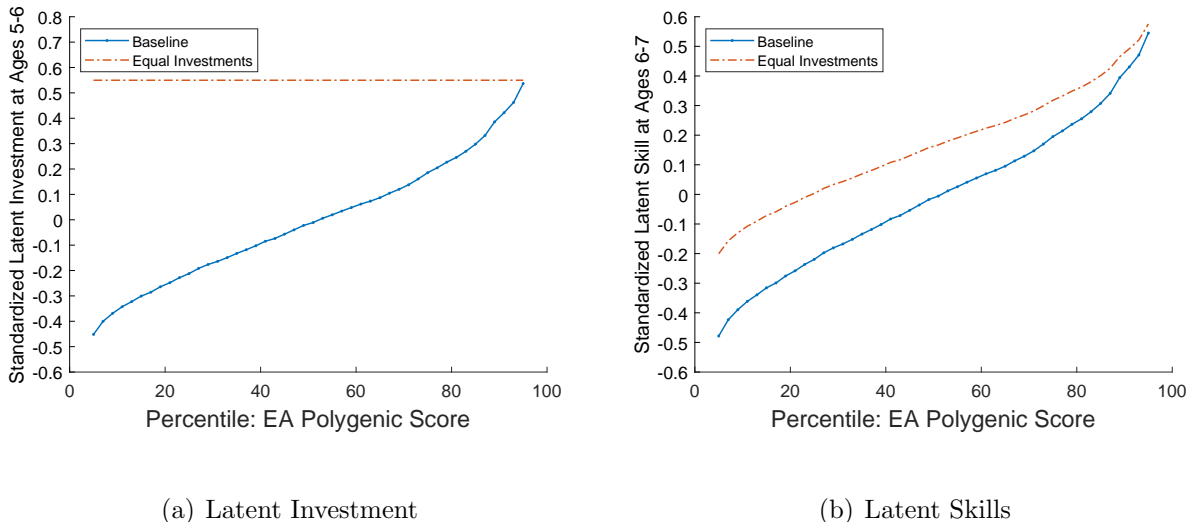 Standardized Latent Investment at Ages 5-6
0.8
0.7
0.6
0.5
0.4
0.3
0.2
0.1
0
-0.1
-0.2
-0.3
-0.4
-0.5
-0.6
Baseline
Equal Investments
0 20 40 60 80 100
Percentile: EA Polygenic Score
(a) Latent Investment
Standardized Latent Skill at Ages 6-7
0.6
0.5
0.4
0.3
0.2
0.1
0
-0.1
-0.2
-0.3
-0.4
-0.5
-0.6
Baseline
Equal Investments
0 20 40 60 80 100
Percentile: EA Polygenic Score
(b) Latent Skills